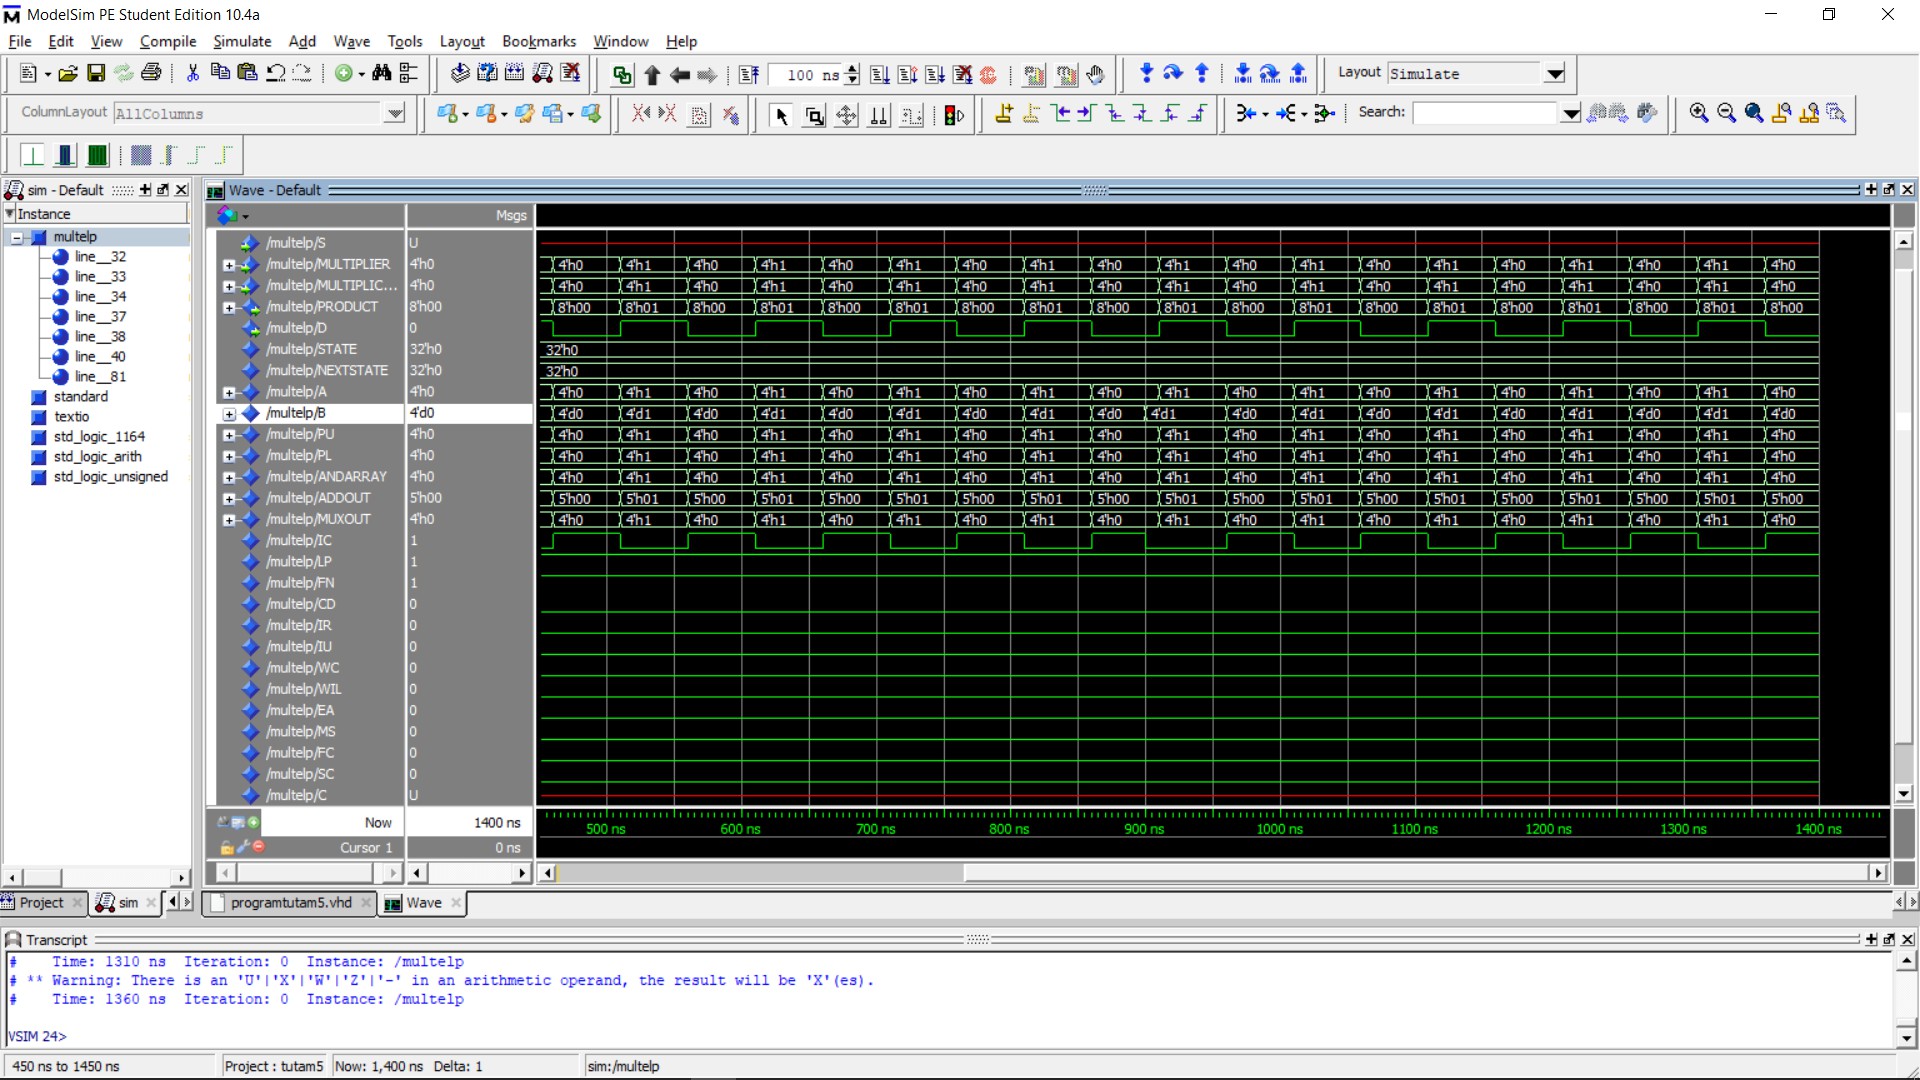 ModelSim PE Student Edition 10.4a
File Edit View Compile Simulate Add Wave Tools Layout Bookmarks Window Help
100 ns Layout Simulate
ColumnLayout AllColumns Search:
sim - Default
Wave - Default
Instance
Msgs
multelp
line__32
line__33
line__34
line__37
line__38
line__40
line__81
standard
textio
std_logic_1164
std_logic_arith
std_logic_unsigned
/multelp/S U
/multelp/MULTIPLIER 4'h0 4'h0 4'h1 4'h0 4'h1 4'h0 4'h1 4'h0 4'h1 4'h0 4'h1 4'h0 4'h1 4'h0 4'h1 4'h0 4'h1 4'h0 4'h1 4'h0
/multelp/MULTIPLIC... 4'h0 4'h0 4'h1 4'h0 4'h1 4'h0 4'h1 4'h0 4'h1 4'h0 4'h1 4'h0 4'h1 4'h0 4'h1 4'h0 4'h1 4'h0 4'h1 4'h0
/multelp/PRODUCT 8'h00 8'h00 8'h01 8'h00 8'h01 8'h00 8'h01 8'h00 8'h01 8'h00 8'h01 8'h00 8'h01 8'h00 8'h01 8'h00 8'h01 8'h00 8'h01 8'h00
/multelp/D 0
/multelp/STATE 32'h0 32'h0
/multelp/NEXTSTATE 32'h0 32'h0
/multelp/A 4'h0 4'h0 4'h1 4'h0 4'h1 4'h0 4'h1 4'h0 4'h1 4'h0 4'h1 4'h0 4'h1 4'h0 4'h1 4'h0 4'h1 4'h0 4'h1 4'h0
/multelp/B 4'd0 4'd0 4'd1 4'd0 4'd1 4'd0 4'd1 4'd0 4'd1 4'd0 4'd1 4'd0 4'd1 4'd0 4'd1 4'd0 4'd1 4'd0 4'd1 4'd0
/multelp/PU 4'h0 4'h0 4'h1 4'h0 4'h1 4'h0 4'h1 4'h0 4'h1 4'h0 4'h1 4'h0 4'h1 4'h0 4'h1 4'h0 4'h1 4'h0 4'h1 4'h0
/multelp/PL 4'h0 4'h0 4'h1 4'h0 4'h1 4'h0 4'h1 4'h0 4'h1 4'h0 4'h1 4'h0 4'h1 4'h0 4'h1 4'h0 4'h1 4'h0 4'h1 4'h0
/multelp/ANDARRAY 4'h0 4'h0 4'h1 4'h0 4'h1 4'h0 4'h1 4'h0 4'h1 4'h0 4'h1 4'h0 4'h1 4'h0 4'h1 4'h0 4'h1 4'h0 4'h1 4'h0
/multelp/ADDOUT 5'h00 5'h00 5'h01 5'h00 5'h01 5'h00 5'h01 5'h00 5'h01 5'h00 5'h01 5'h00 5'h01 5'h00 5'h01 5'h00 5'h01 5'h00 5'h01 5'h00
/multelp/MUXOUT 4'h0 4'h0 4'h1 4'h0 4'h1 4'h0 4'h1 4'h0 4'h1 4'h0 4'h1 4'h0 4'h1 4'h0 4'h1 4'h0 4'h1 4'h0 4'h1 4'h0
/multelp/IC 1
/multelp/LP 1
/multelp/FN 1
/multelp/CD 0
/multelp/IR 0
/multelp/IU 0
/multelp/WC 0
/multelp/WIL 0
/multelp/EA 0
/multelp/MS 0
/multelp/FC 0
/multelp/SC 0
/multelp/C U
Now 1400 ns 500 ns 600 ns 700 ns 800 ns 900 ns 1000 ns 1100 ns 1200 ns 1300 ns 1400 ns
Cursor 1 0 ns
Project sim programtutam5.vhd Wave
Transcript
# Time: 1310 ns Iteration: 0 Instance: /multelp
# ** Warning: There is an 'U'|'X'|'W'|'Z'|'-' in an arithmetic operand, the result will be 'X'(es).
# Time: 1360 ns Iteration: 0 Instance: /multelp
VSIM 24>
450 ns to 1450 ns Project : tutam5 Now: 1,400 ns Delta: 1 sim:/multelp